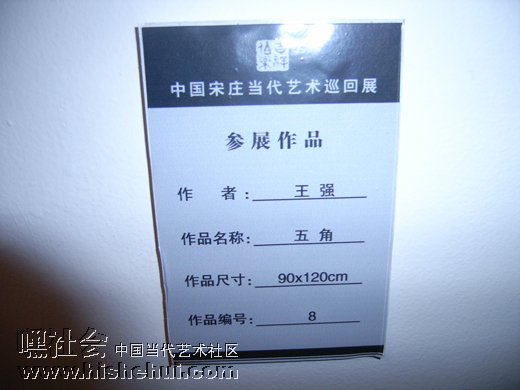 中国宋庄当代艺术巡回展
参展作品
作 者：王 强
作品名称：五 角
作品尺寸：90x120cm
作品编号：8
嘿社会 中国当代艺术社区
www.hishehui.com